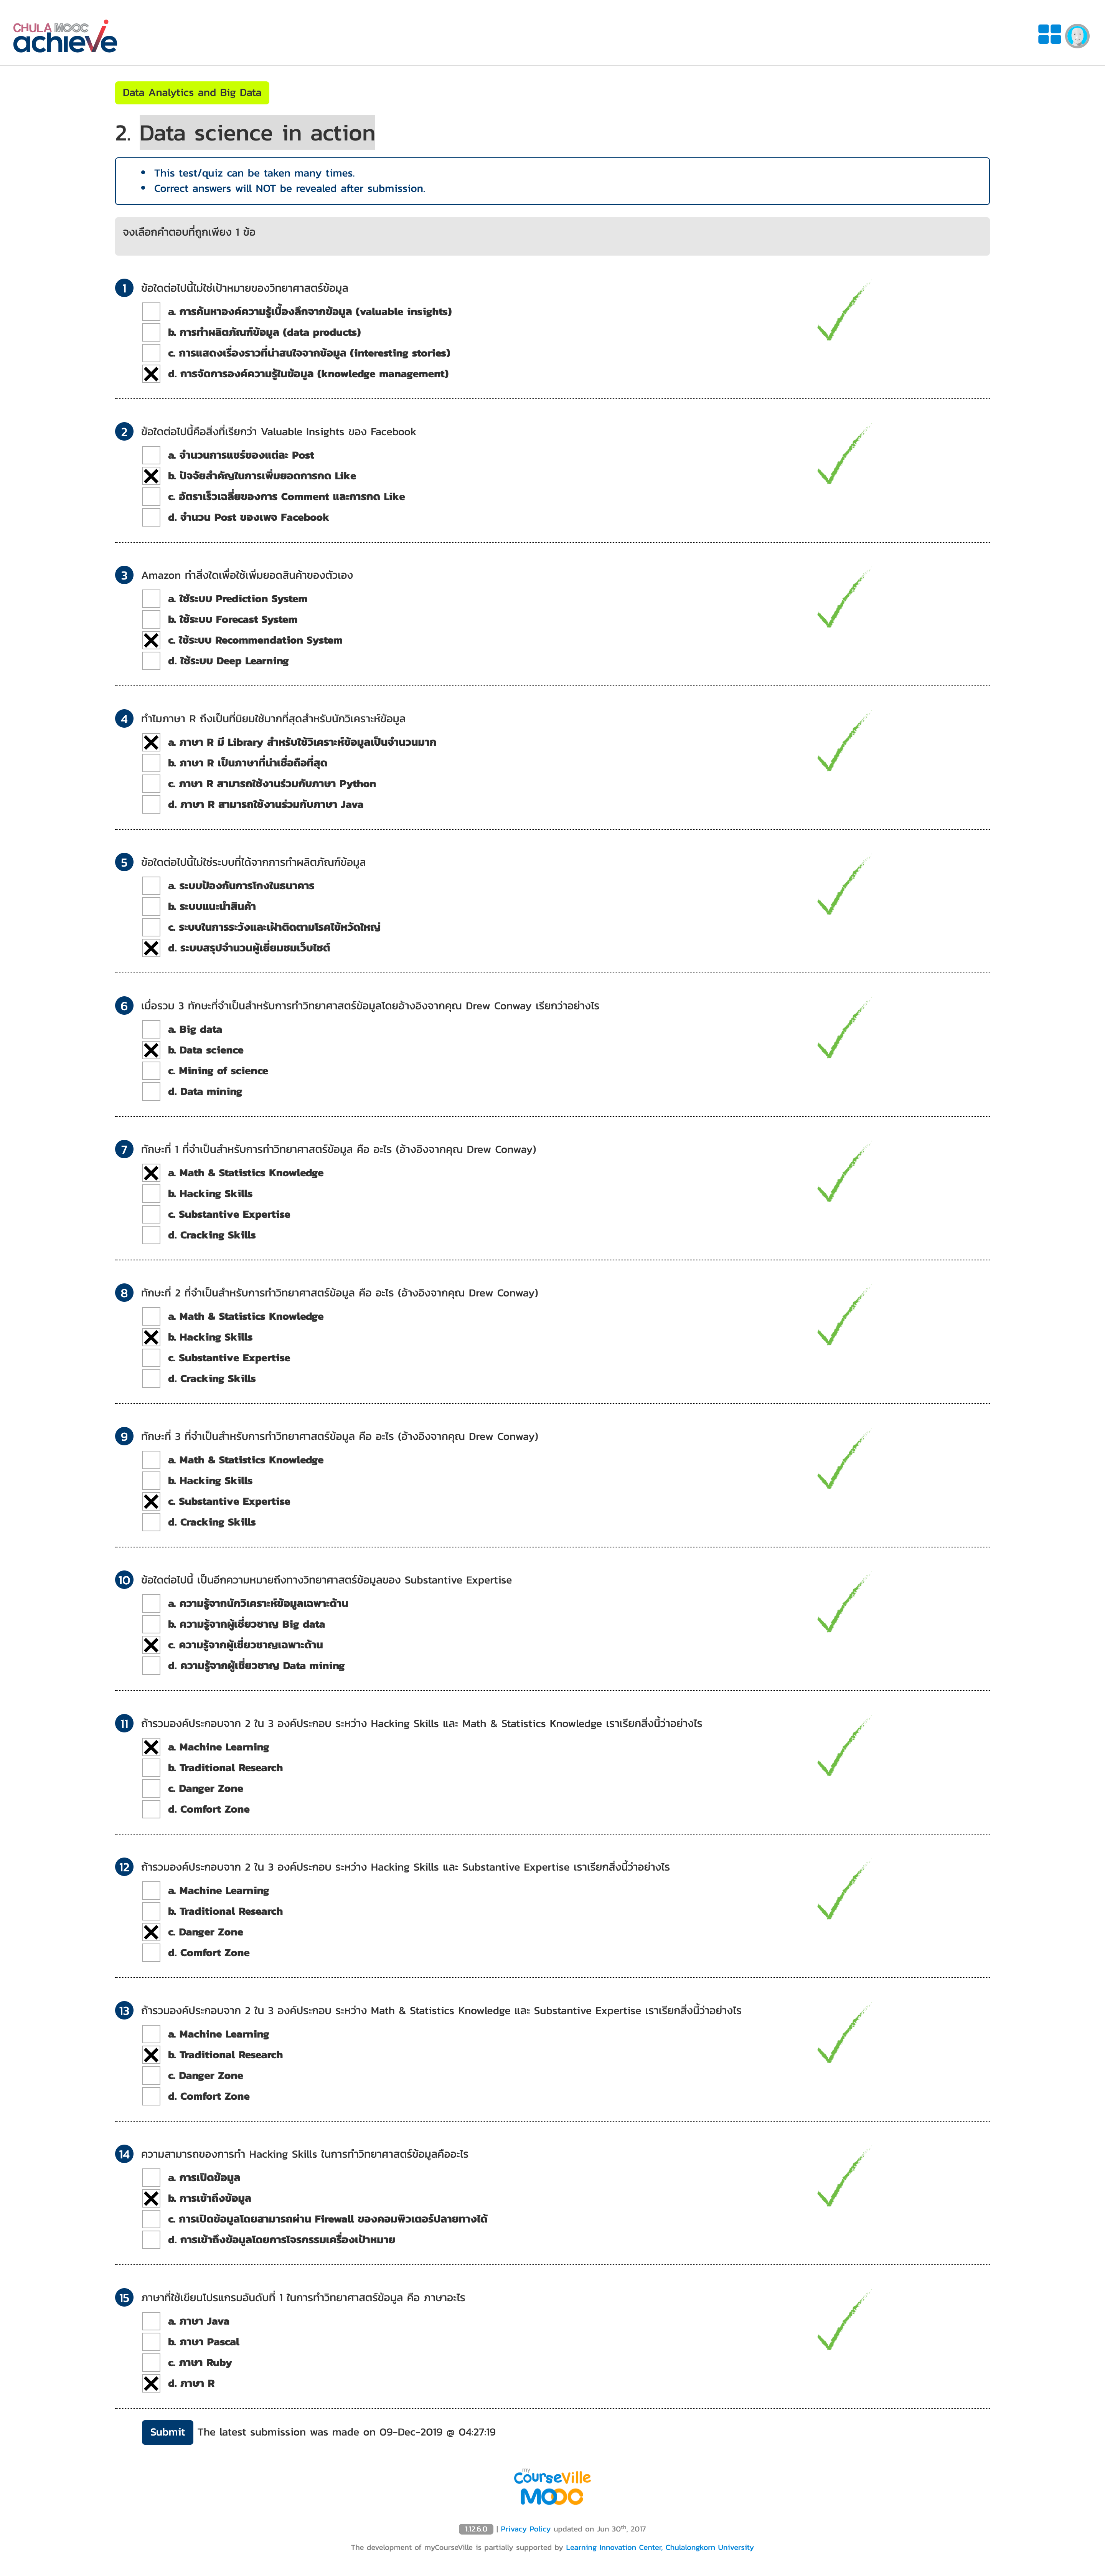 CHULA MOOC
achieve
Data Analytics and Big Data
2. Data science in action
• This test/quiz can be taken many times.
• Correct answers will NOT be revealed after submission.
จงเลือกคำตอบที่ถูกเพียง 1 ข้อ
1 ข้อใดต่อไปนี้ไม่ใช่เป้าหมายของวิทยาศาสตร์ข้อมูล
a. การค้นหาองค์ความรู้เบื้องลึกจากข้อมูล (valuable insights)
b. การทำผลิตภัณฑ์ข้อมูล (data products)
c. การแสดงเรื่องราวที่น่าสนใจจากข้อมูล (interesting stories)
d. การจัดการองค์ความรู้ในข้อมูล (knowledge management)
2 ข้อใดต่อไปนี้คือสิ่งที่เรียกว่า Valuable Insights ของ Facebook
a. จำนวนการแชร์ของแต่ละ Post
b. ปัจจัยสำคัญในการเพิ่มยอดการกด Like
c. อัตราเร็วเฉลี่ยของการ Comment และการกด Like
d. จำนวน Post ของเพจ Facebook
3 Amazon ทำสิ่งใดเพื่อใช้เพิ่มยอดสินค้าของตัวเอง
a. ใช้ระบบ Prediction System
b. ใช้ระบบ Forecast System
c. ใช้ระบบ Recommendation System
d. ใช้ระบบ Deep Learning
4 ทำไมภาษา R ถึงเป็นที่นิยมใช้มากที่สุดสำหรับนักวิเคราะห์ข้อมูล
a. ภาษา R มี Library สำหรับใช้วิเคราะห์ข้อมูลเป็นจำนวนมาก
b. ภาษา R เป็นภาษาที่น่าเชื่อถือที่สุด
c. ภาษา R สามารถใช้งานร่วมกับภาษา Python
d. ภาษา R สามารถใช้งานร่วมกับภาษา Java
5 ข้อใดต่อไปนี้ไม่ใช่ระบบที่ได้จากการทำผลิตภัณฑ์ข้อมูล
a. ระบบป้องกันการโกงในธนาคาร
b. ระบบแนะนำสินค้า
c. ระบบในการระวังและเฝ้าติดตามโรคไข้หวัดใหญ่
d. ระบบสรุปจำนวนผู้เยี่ยมชมเว็บไซต์
6 เมื่อรวม 3 ทักษะที่จำเป็นสำหรับการทำวิทยาศาสตร์ข้อมูลโดยอ้างอิงจากคุณ Drew Conway เรียกว่าอย่างไร
a. Big data
b. Data science
c. Mining of science
d. Data mining
7 ทักษะที่ 1 ที่จำเป็นสำหรับการทำวิทยาศาสตร์ข้อมูล คือ อะไร (อ้างอิงจากคุณ Drew Conway)
a. Math & Statistics Knowledge
b. Hacking Skills
c. Substantive Expertise
d. Cracking Skills
8 ทักษะที่ 2 ที่จำเป็นสำหรับการทำวิทยาศาสตร์ข้อมูล คือ อะไร (อ้างอิงจากคุณ Drew Conway)
a. Math & Statistics Knowledge
b. Hacking Skills
c. Substantive Expertise
d. Cracking Skills
9 ทักษะที่ 3 ที่จำเป็นสำหรับการทำวิทยาศาสตร์ข้อมูล คือ อะไร (อ้างอิงจากคุณ Drew Conway)
a. Math & Statistics Knowledge
b. Hacking Skills
c. Substantive Expertise
d. Cracking Skills
10 ข้อใดต่อไปนี้ เป็นอีกความหมายถึงทางวิทยาศาสตร์ข้อมูลของ Substantive Expertise
a. ความรู้จากนักวิเคราะห์ข้อมูลเฉพาะด้าน
b. ความรู้จากผู้เชี่ยวชาญ Big data
c. ความรู้จากผู้เชี่ยวชาญเฉพาะด้าน
d. ความรู้จากผู้เชี่ยวชาญ Data mining
11 ถ้ารวมองค์ประกอบจาก 2 ใน 3 องค์ประกอบ ระหว่าง Hacking Skills และ Math & Statistics Knowledge เราเรียกสิ่งนี้ว่าอย่างไร
a. Machine Learning
b. Traditional Research
c. Danger Zone
d. Comfort Zone
12 ถ้ารวมองค์ประกอบจาก 2 ใน 3 องค์ประกอบ ระหว่าง Hacking Skills และ Substantive Expertise เราเรียกสิ่งนี้ว่าอย่างไร
a. Machine Learning
b. Traditional Research
c. Danger Zone
d. Comfort Zone
13 ถ้ารวมองค์ประกอบจาก 2 ใน 3 องค์ประกอบ ระหว่าง Math & Statistics Knowledge และ Substantive Expertise เราเรียกสิ่งนี้ว่าอย่างไร
a. Machine Learning
b. Traditional Research
c. Danger Zone
d. Comfort Zone
14 ความสามารถของการทำ Hacking Skills ในการทำวิทยาศาสตร์ข้อมูลคืออะไร
a. การเปิดข้อมูล
b. การเข้าถึงข้อมูล
c. การเปิดข้อมูลโดยสามารถผ่าน Firewall ของคอมพิวเตอร์ปลายทางได้
d. การเข้าถึงข้อมูลโดยการโจรกรรมเครื่องเป้าหมาย
15 ภาษาที่ใช้เขียนโปรแกรมอันดับที่ 1 ในการทำวิทยาศาสตร์ข้อมูล คือ ภาษาอะไร
a. ภาษา Java
b. ภาษา Pascal
c. ภาษา Ruby
d. ภาษา R
Submit The latest submission was made on 09-Dec-2019 @ 04:27:19
my
CourseVille
MOOC
1.12.6.0 | Privacy Policy updated on Jun 30th, 2017
The development of myCourseVille is partially supported by Learning Innovation Center, Chulalongkorn University